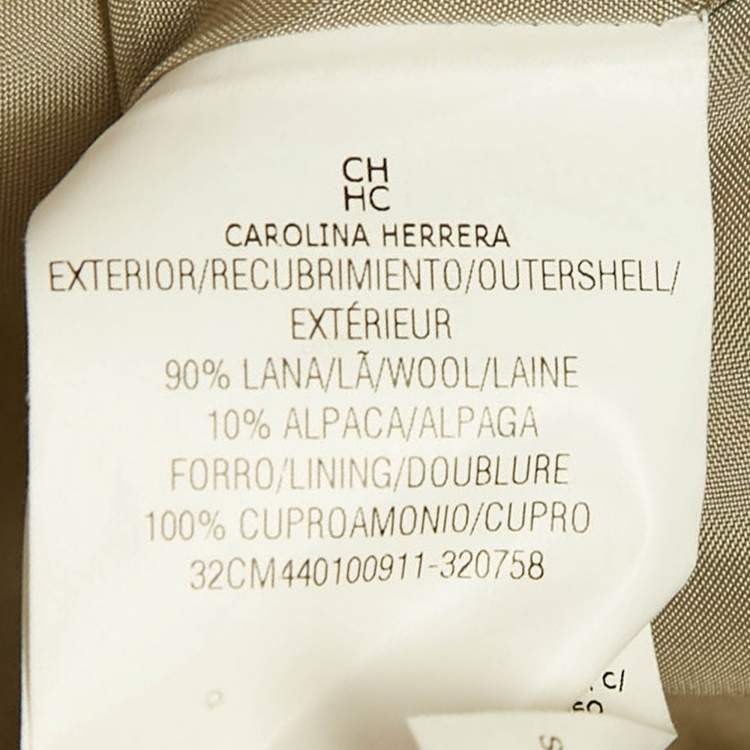 CH
HC
CAROLINA HERRERA
EXTERIOR/RECUBRIMIENTO/OUTERSHELL/
EXTÉRIEUR
90% LANA/LÃ/WOOL/LAINE
10% ALPACA/ALPAGA
FORRO/LINING/DOUBLURE
100% CUPROAMONIO/CUPRO
32CM440100911-320758
C/